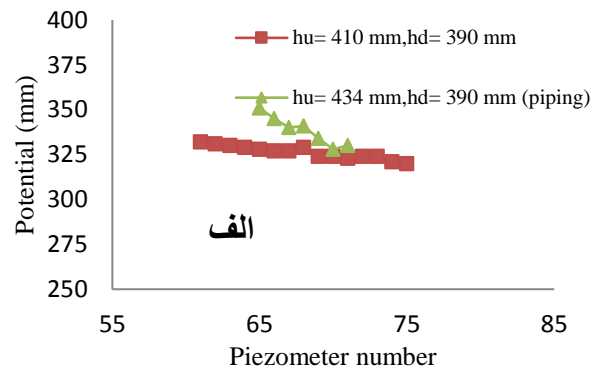 400
375
350
325
300
275
250
Potential (mm)
hu= 410 mm,hd= 390 mm
hu= 434 mm,hd= 390 mm (piping)
الف
55
65
75
85
Piezometer number